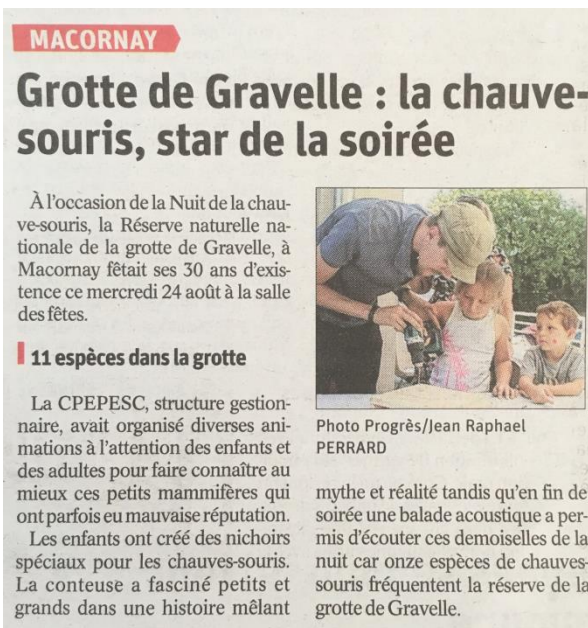 MACORNAY
Grotte de Gravelle : la chauve-
souris, star de la soirée
À l'occasion de la Nuit de la chau-
ve-souris, la Réserve naturelle na-
tionale de la grotte de Gravelle, à
Macornay fêtait ses 30 ans d'exis-
tence ce mercredi 24 août à la salle
des fêtes.
11 espèces dans la grotte
La CPEPESC, structure gestion-
naire, avait organisé diverses ani-
mations à l'attention des enfants et
des adultes pour faire connaître au
mieux ces petits mammifères qui
ont parfois eu mauvaise réputation.
Les enfants ont créé des nichoirs
spéciaux pour les chauves-souris.
La conteuse a fasciné petits et
grands dans une histoire mêlant
Photo Progrès/Jean Raphael
PERRARD
mythe et réalité tandis qu'en fin de
soirée une balade acoustique a per-
mis d'écouter ces demoiselles de la
nuit car onze espèces de chauves-
souris fréquentent la réserve de la
grotte de Gravelle.